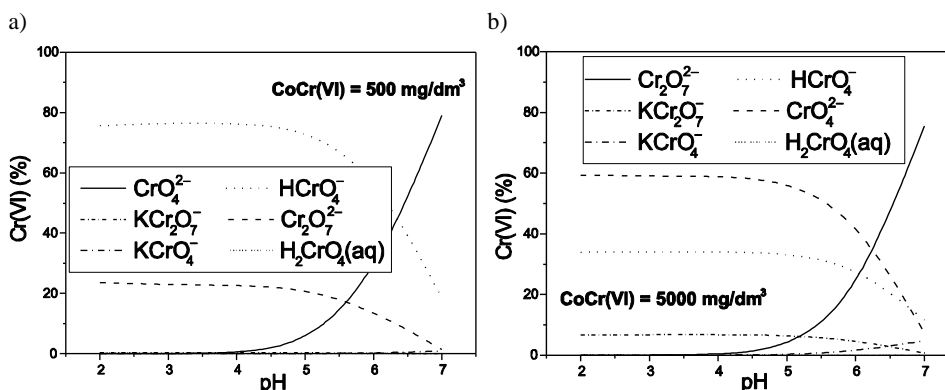 a)
b)
Cr(VI) (%)
100
80
60
40
20
0
CoCr(VI) = 500 mg/dm³
CrO₄²⁻ HCrO₄⁻
KCr₂O₇⁻ Cr₂O₇²⁻
KCrO₄⁻ H₂CrO₄(aq)
2 3 4 5 6 7
pH
Cr(VI) (%)
100
80
60
40
20
0
Cr₂O₇²⁻ HCrO₄⁻
KCr₂O₇⁻ CrO₄²⁻
KCrO₄⁻ H₂CrO₄(aq)
CoCr(VI) = 5000 mg/dm³
2 3 4 5 6 7
pH